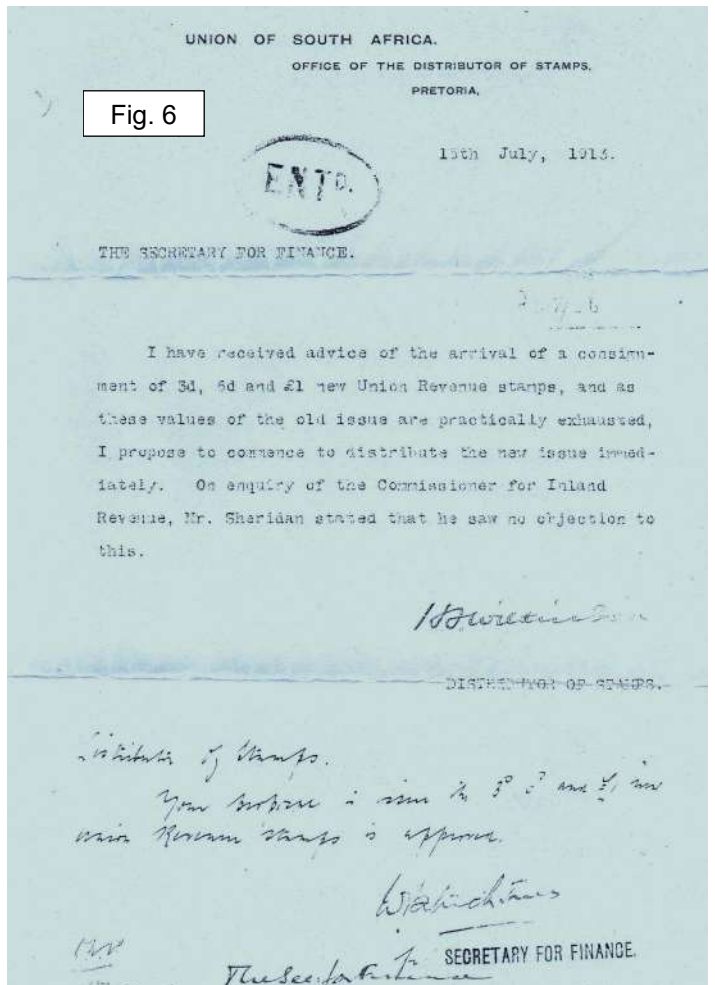 UNION OF SOUTH AFRICA.
OFFICE OF THE DISTRIBUTOR OF STAMPS,
PRETORIA,
Fig. 6
15th July, 1913.
ENTD.
THE SECRETARY FOR FINANCE.
I have received advice of the arrival of a consign-
ment of 3d, 6d and £1 new Union Revenue stamps, and as
these values of the old issue are practically exhausted,
I propose to commence to distribute the new issue immed-
iately. On enquiry of the Commissioner for Inland
Revenue, Mr. Sheridan stated that he saw no objection to
this.
DISTRIBUTOR OF STAMPS.
Distributor of Stamps.
Your proposal to issue the 3d 6d and £1 new
Union Revenue stamps is approved.
SECRETARY FOR FINANCE.
The Sec for Finance